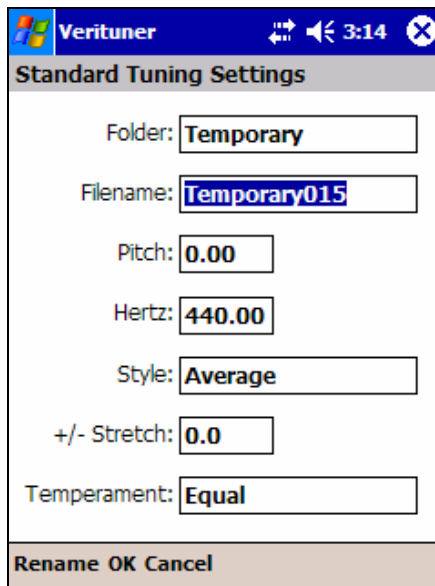 Verituner 3:14
Standard Tuning Settings
Folder: Temporary
Filename: Temporary015
Pitch: 0.00
Hertz: 440.00
Style: Average
+/- Stretch: 0.0
Temperament: Equal
Rename OK Cancel